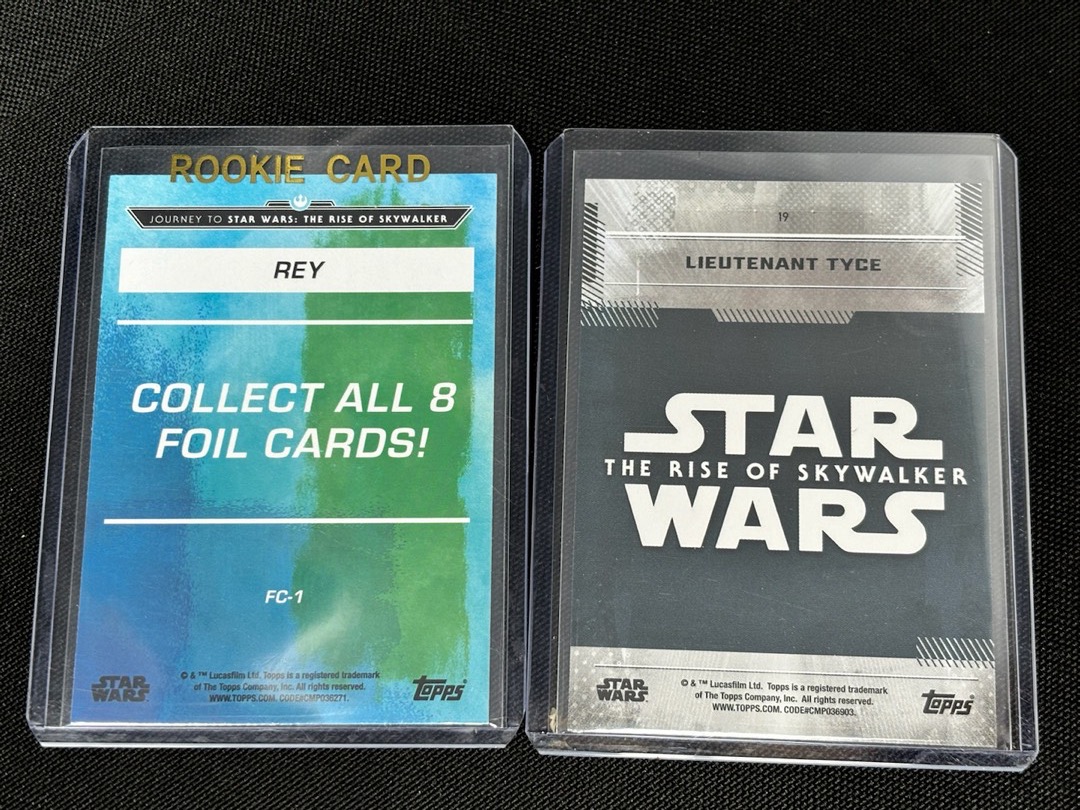 ROOKIE CARD
JOURNEY TO STAR WARS: THE RISE OF SKYWALKER
REY
COLLECT ALL 8
FOIL CARDS!
FC-1
STAR
WARS
© & ™ Lucasfilm Ltd. Topps is a registered trademark
of The Topps Company, Inc. All rights reserved.
WWW.TOPPS.COM. CODE#CMP036271.
Topps
19
LIEUTENANT TYCE
STAR
THE RISE OF SKYWALKER
WARS
STAR
WARS
© & ™ Lucasfilm Ltd. Topps is a registered trademark
of The Topps Company, Inc. All rights reserved.
WWW.TOPPS.COM. CODE#CMP036903.
Topps